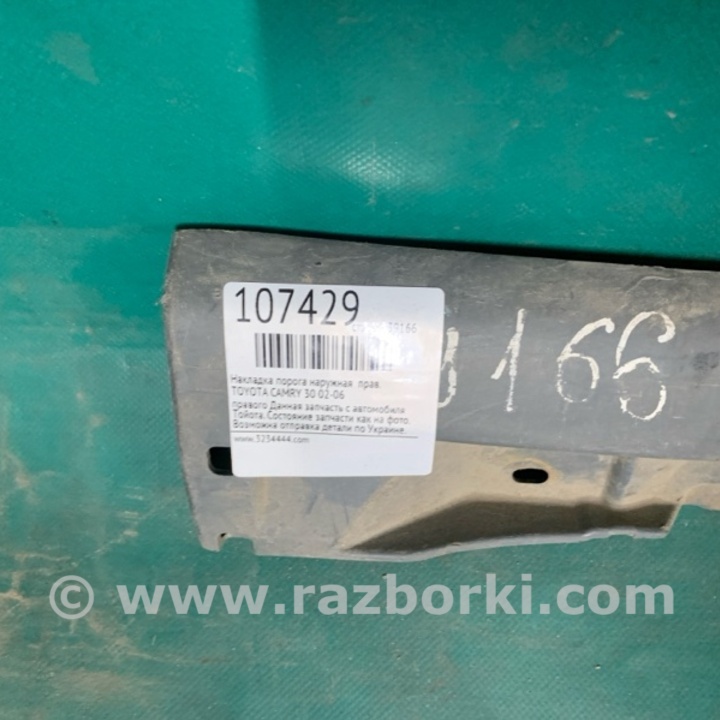 107429
39166
Накладка порога наружная прав.
TOYOTA CAMRY 30 02-06
правого Данная запчасть с автомобиля
Тойота. Состояние запчасти как на фото.
Возможна отправка детали по Украине
www.3254444.com
166
© www.razborki.com